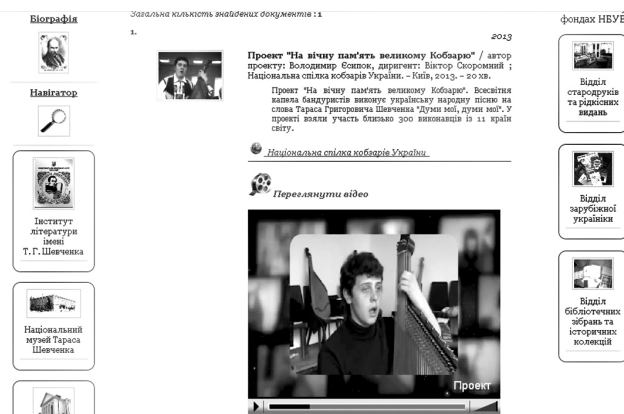 Біографія
Навігатор
Інститут
літератури
імені
Т. Г. Шевченка
Національний
музей Тараса
Шевченка
Загальна кількість знайдених документів : 1
1.
2013
Проект "На вічну пам'ять великому Кобзарю" / автор
проекту: Володимир Єсипок, диригент: Віктор Скоромний ;
Національна спілка кобзарів України. – Київ, 2013. – 20 хв.
Проект "На вічну пам'ять великому Кобзарю". Всесвітня
капела бандуристів виконує українську народну пісню на
слова Тараса Григоровича Шевченка "Думи мої, думи мої". У
проекті взяли участь близько 300 виконавців із 11 країн
світу.
Національна спілка кобзарів України
Переглянути відео
Проект
фондах НБУВ
Відділ
стародруків
та рідкісних
видань
Відділ
зарубіжної
україніки
Відділ
бібліотечних
зібрань та
історичних
колекцій